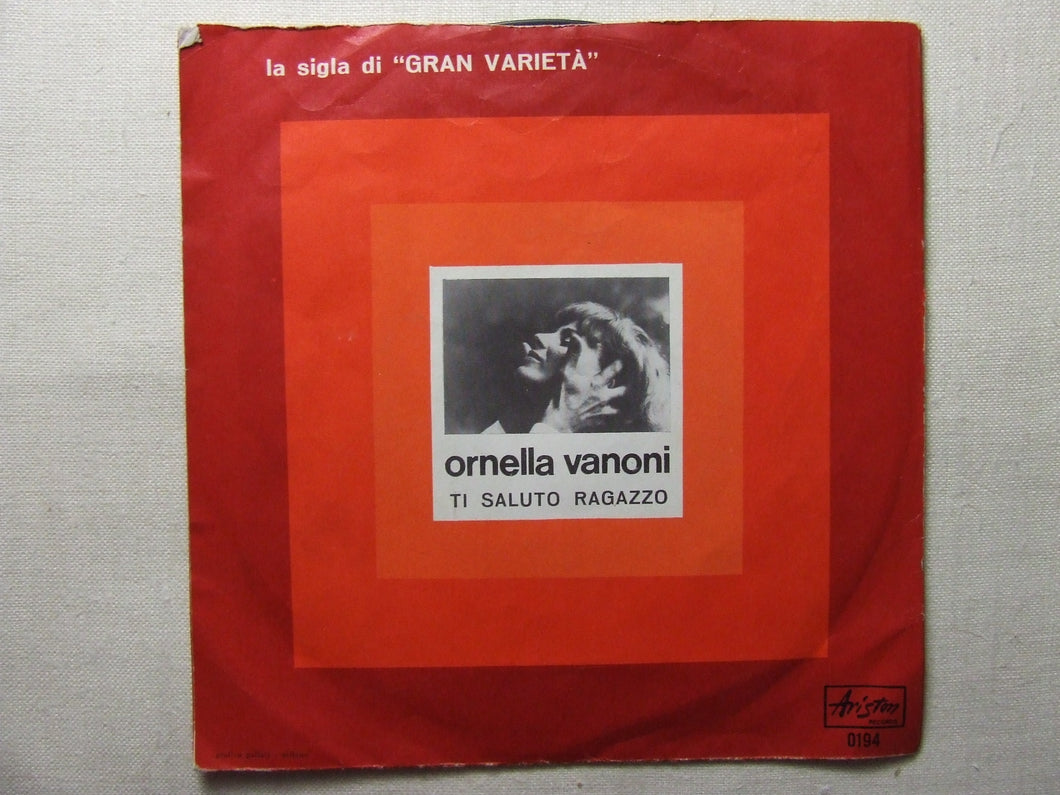 la sigla di “GRAN VARIETÀ”
ornella vanoni
TI SALUTO RAGAZZO
Ariston
RECORDS
0194